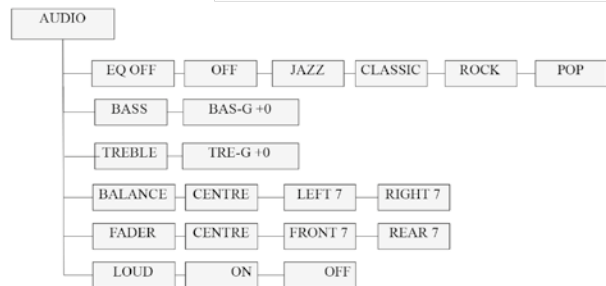 AUDIO
EQ OFF OFF JAZZ CLASSIC ROCK POP
BASS BAS-G +0
TREBLE TRE-G +0
BALANCE CENTRE LEFT 7 RIGHT 7
FADER CENTRE FRONT 7 REAR 7
LOUD ON OFF